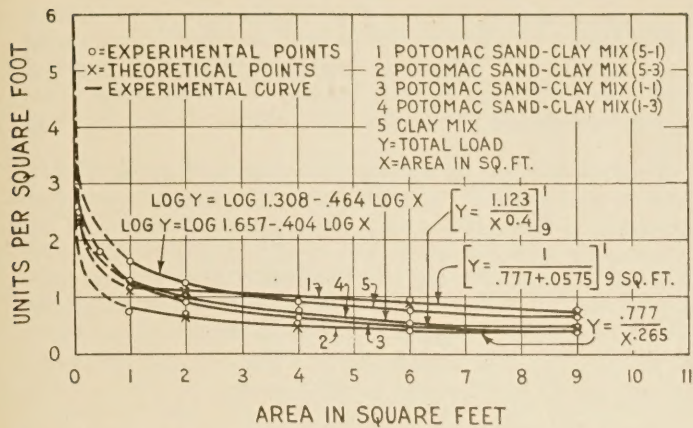 UNITS PER SQUARE FOOT
6
5
4
3
2
1
0
o=EXPERIMENTAL POINTS
x=THEORETICAL POINTS
— EXPERIMENTAL CURVE
1 POTOMAC SAND-CLAY MIX (5-1)
2 POTOMAC SAND-CLAY MIX (5-3)
3 POTOMAC SAND-CLAY MIX (1-1)
4 POTOMAC SAND-CLAY MIX (1-3)
5 CLAY MIX
Y=TOTAL LOAD
X=AREA IN SQ.FT.
LOG Y=LOG 1.308-.464 LOG X
LOG Y=LOG 1.657-.404 LOG X
[Y= 1.123 / X^0.4] 1 9
[Y= 1 / .777+.0575] 1 9 SQ. FT.
Y= .777 / X^.265
1 4 5
2 3
0 1 2 3 4 5 6 7 8 9 10 11
AREA IN SQUARE FEET